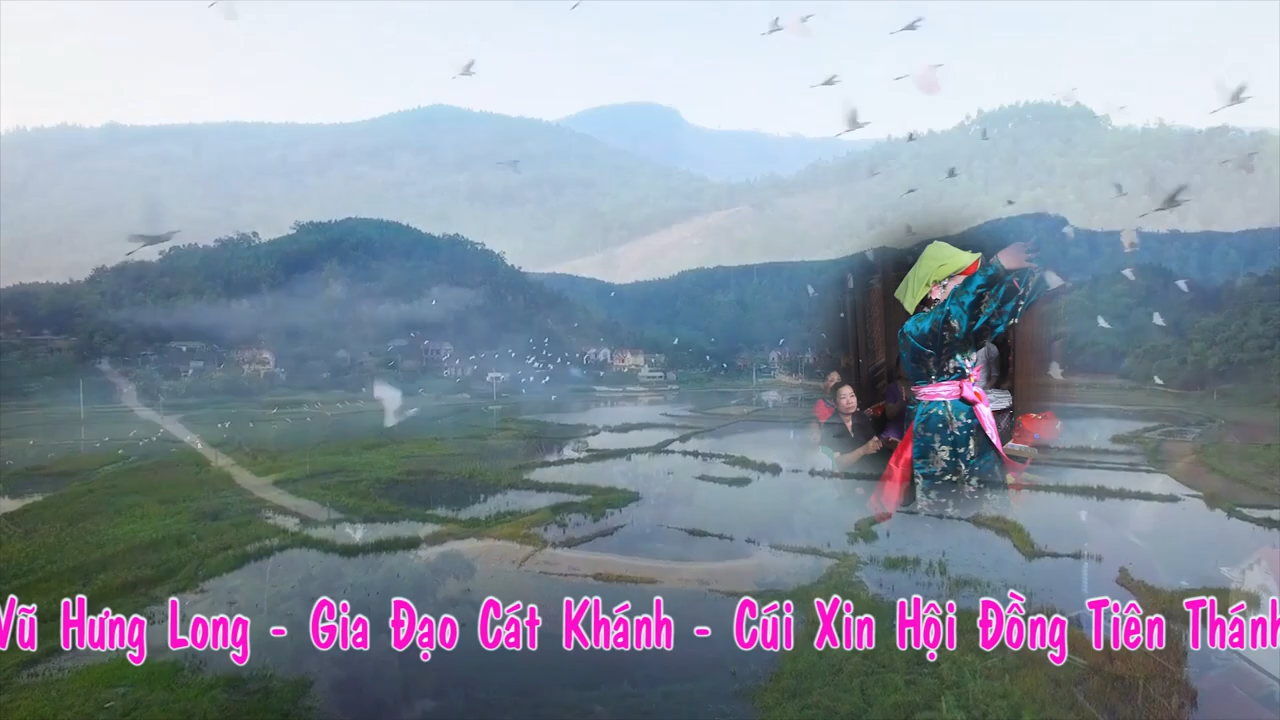 Vũ Hưng Long - Gia Đạo Cát Khánh - Cúi Xin Hội Đồng Tiên Thánh